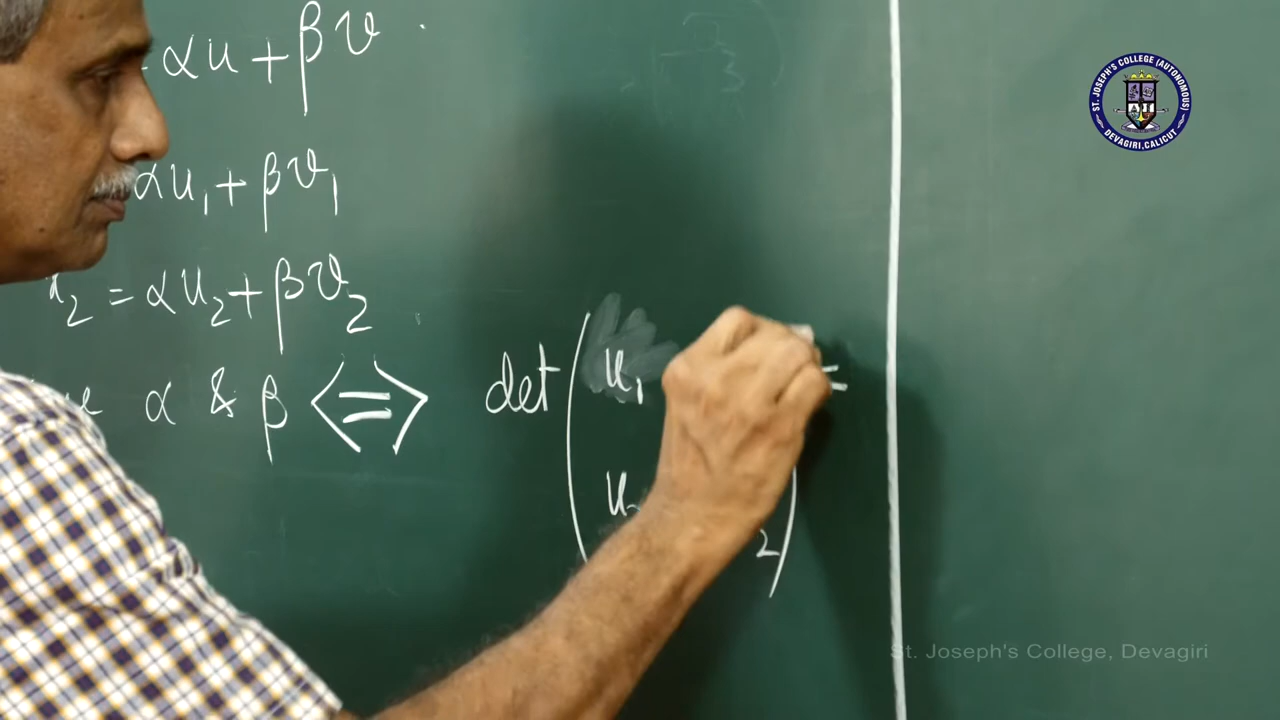 αu + βv
αu₁ + βv₁
₂ = αu₂ + βv₂
α & β <=> det ( u₁ =
u
₂ )
ST. JOSEPH'S COLLEGE (AUTONOMOUS)
DEVAGIRI, CALICUT
St. Joseph's College, Devagiri